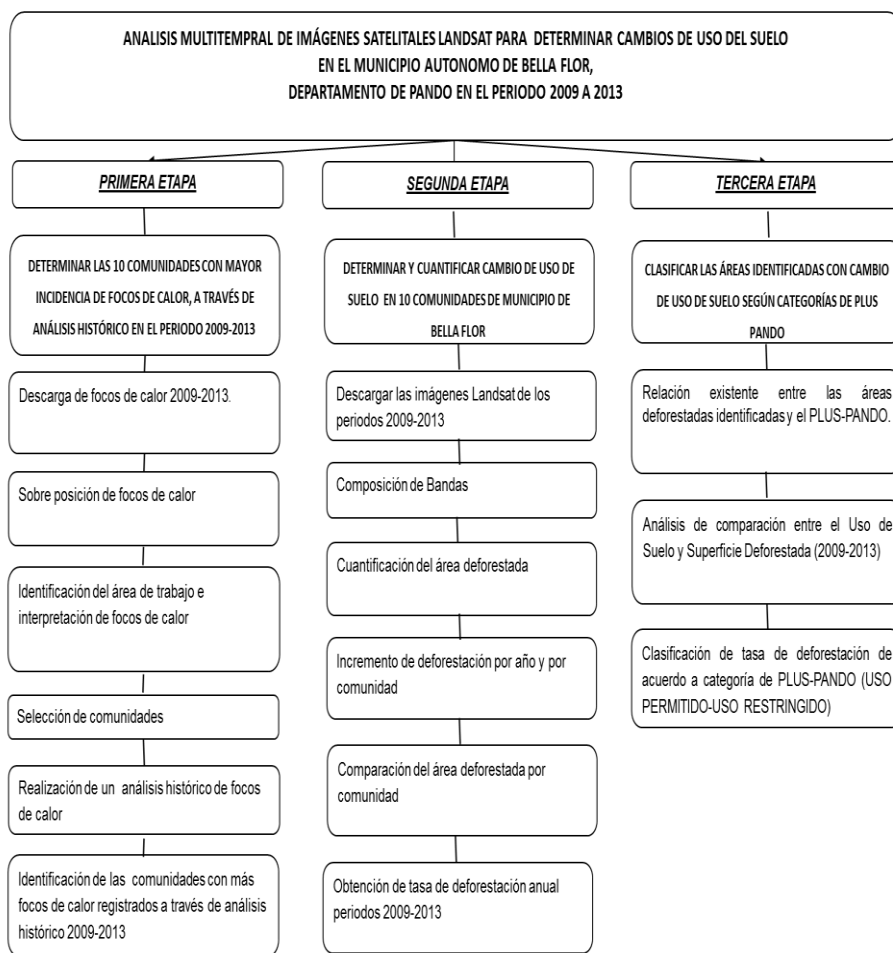 ANALISIS MULTITEMPRAL DE IMÁGENES SATELITALES LANDSAT PARA DETERMINAR CAMBIOS DE USO DEL SUELO
EN EL MUNICIPIO AUTONOMO DE BELLA FLOR,
DEPARTAMENTO DE PANDO EN EL PERIODO 2009 A 2013
PRIMERA ETAPA
DETERMINAR LAS 10 COMUNIDADES CON MAYOR
INCIDENCIA DE FOCOS DE CALOR, A TRAVÉS DE
ANÁLISIS HISTÓRICO EN EL PERIODO 2009-2013
Descarga de focos de calor 2009-2013.
Sobre posición de focos de calor
Identificación del área de trabajo e
interpretación de focos de calor
Selección de comunidades
Realización de un análisis histórico de focos
de calor
Identificación de las comunidades con más
focos de calor registrados a través de análisis
histórico 2009-2013
SEGUNDA ETAPA
DETERMINAR Y CUANTIFICAR CAMBIO DE USO DE
SUELO EN 10 COMUNIDADES DE MUNICIPIO DE
BELLA FLOR
Descargar las imágenes Landsat de los
periodos 2009-2013
Composición de Bandas
Cuantificación del área deforestada
Incremento de deforestación por año y por
comunidad
Comparación del área deforestada por
comunidad
Obtención de tasa de deforestación anual
periodos 2009-2013
TERCERA ETAPA
CLASIFICAR LAS ÁREAS IDENTIFICADAS CON CAMBIO
DE USO DE SUELO SEGÚN CATEGORÍAS DE PLUS
PANDO
Relación existente entre las áreas
deforestadas identificadas y el PLUS-PANDO.
Análisis de comparación entre el Uso de
Suelo y Superficie Deforestada (2009-2013)
Clasificación de tasa de deforestación de
acuerdo a categoría de PLUS-PANDO (USO
PERMITIDO-USO RESTRINGIDO)